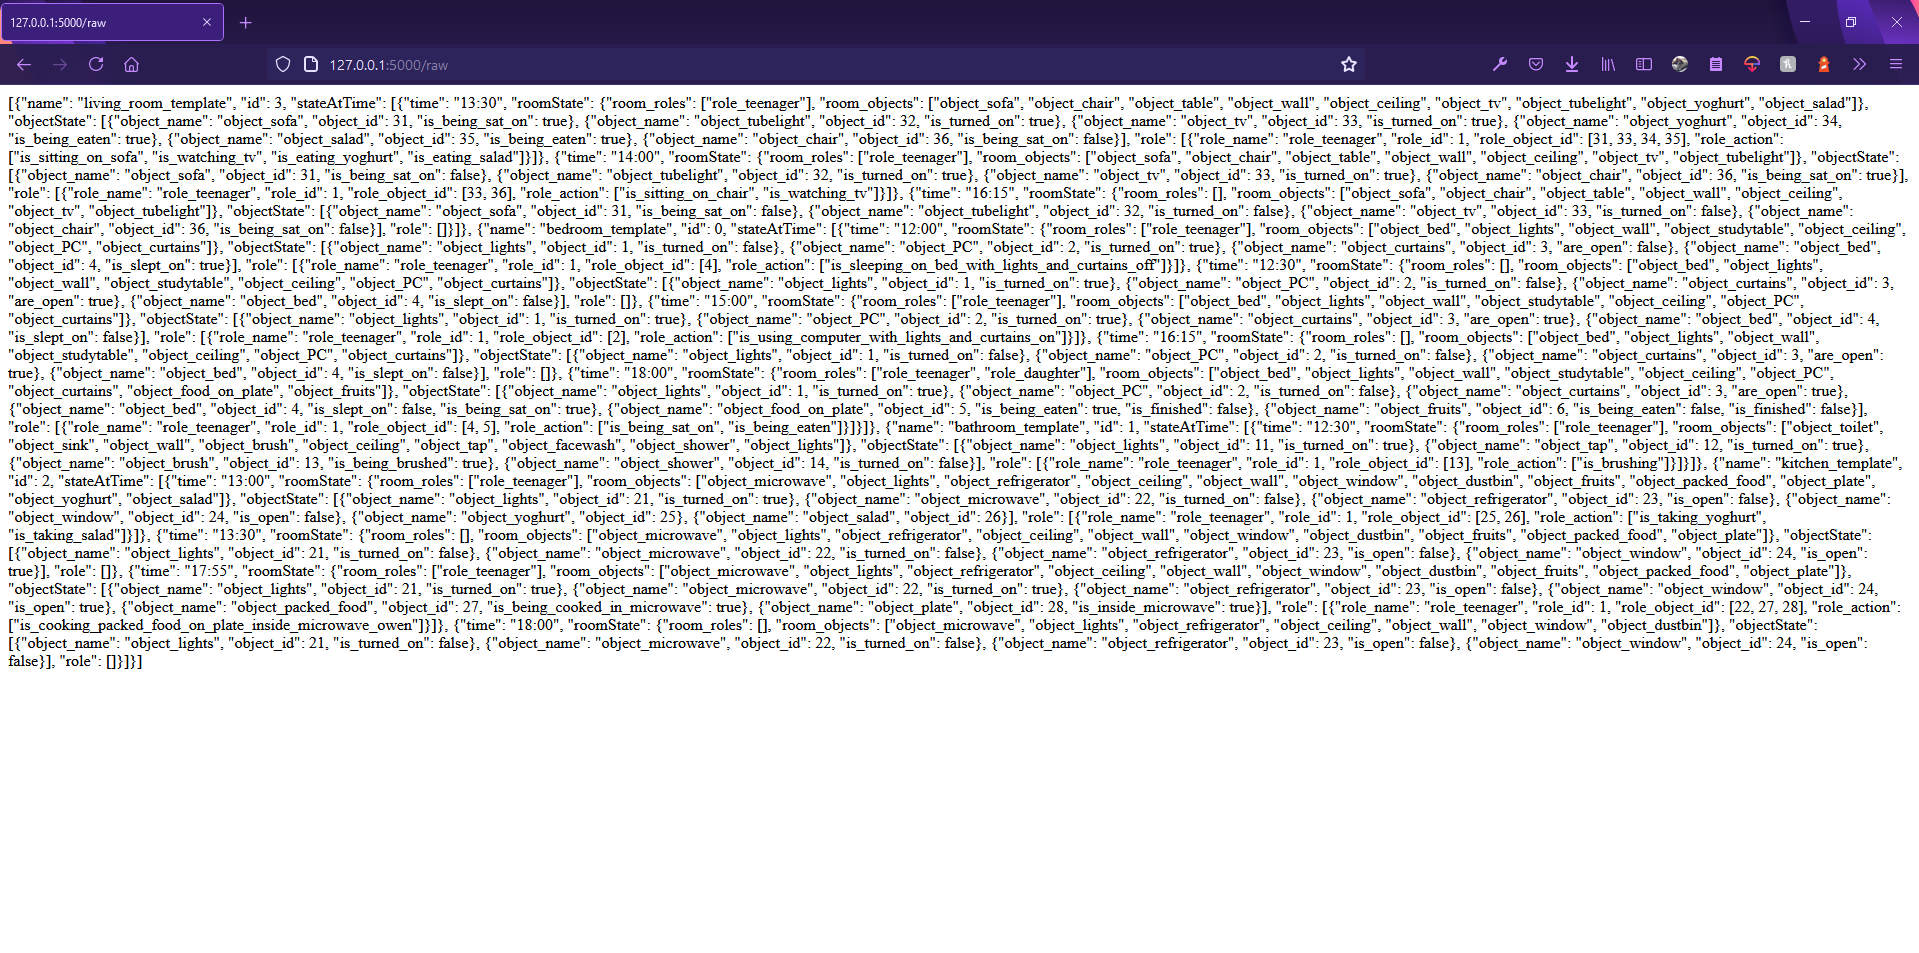 127.0.0.1:5000/raw
127.0.0.1:5000/raw
[{"name": "living_room_template", "id": 3, "stateAtTime": [{"time": "13:30", "roomState": {"room_roles": ["role_teenager"], "room_objects": ["object_sofa", "object_chair", "object_table", "object_wall", "object_ceiling", "object_tv", "object_tubelight", "object_yoghurt", "object_salad"]},
"objectState": [{"object_name": "object_sofa", "object_id": 31, "is_being_sat_on": true}, {"object_name": "object_tubelight", "object_id": 32, "is_turned_on": true}, {"object_name": "object_tv", "object_id": 33, "is_turned_on": true}, {"object_name": "object_yoghurt", "object_id": 34,
"is_being_eaten": true}, {"object_name": "object_salad", "object_id": 35, "is_being_eaten": true}, {"object_name": "object_chair", "object_id": 36, "is_being_sat_on": false}], "role": [{"role_name": "role_teenager", "role_id": 1, "role_object_id": [31, 33, 34, 35], "role_action":
["is_sitting_on_sofa", "is_watching_tv", "is_eating_yoghurt", "is_eating_salad"]}]}, {"time": "14:00", "roomState": {"room_roles": ["role_teenager"], "room_objects": ["object_sofa", "object_chair", "object_table", "object_wall", "object_ceiling", "object_tv", "object_tubelight"]}, "objectState":
[{"object_name": "object_sofa", "object_id": 31, "is_being_sat_on": false}, {"object_name": "object_tubelight", "object_id": 32, "is_turned_on": true}, {"object_name": "object_tv", "object_id": 33, "is_turned_on": true}, {"object_name": "object_chair", "object_id": 36, "is_being_sat_on": true}],
"role": [{"role_name": "role_teenager", "role_id": 1, "role_object_id": [33, 36], "role_action": ["is_sitting_on_chair", "is_watching_tv"]}]}, {"time": "16:15", "roomState": {"room_roles": [], "room_objects": ["object_sofa", "object_chair", "object_table", "object_wall", "object_ceiling",
"object_tv", "object_tubelight"]}, "objectState": [{"object_name": "object_sofa", "object_id": 31, "is_being_sat_on": false}, {"object_name": "object_tubelight", "object_id": 32, "is_turned_on": false}, {"object_name": "object_tv", "object_id": 33, "is_turned_on": false}, {"object_name":
"object_chair", "object_id": 36, "is_being_sat_on": false}], "role": []}]}, {"name": "bedroom_template", "id": 0, "stateAtTime": [{"time": "12:00", "roomState": {"room_roles": ["role_teenager"], "room_objects": ["object_bed", "object_lights", "object_wall", "object_studytable", "object_ceiling",
"object_PC", "object_curtains"]}, "objectState": [{"object_name": "object_lights", "object_id": 1, "is_turned_on": false}, {"object_name": "object_PC", "object_id": 2, "is_turned_on": true}, {"object_name": "object_curtains", "object_id": 3, "are_open": false}, {"object_name": "object_bed",
"object_id": 4, "is_slept_on": true}], "role": [{"role_name": "role_teenager", "role_id": 1, "role_object_id": [4], "role_action": ["is_sleeping_on_bed_with_lights_and_curtains_off"]}]}, {"time": "12:30", "roomState": {"room_roles": [], "room_objects": ["object_bed", "object_lights",
"object_wall", "object_studytable", "object_ceiling", "object_PC", "object_curtains"]}, "objectState": [{"object_name": "object_lights", "object_id": 1, "is_turned_on": true}, {"object_name": "object_PC", "object_id": 2, "is_turned_on": false}, {"object_name": "object_curtains", "object_id": 3,
"are_open": true}, {"object_name": "object_bed", "object_id": 4, "is_slept_on": false}], "role": []}, {"time": "15:00", "roomState": {"room_roles": ["role_teenager"], "room_objects": ["object_bed", "object_lights", "object_wall", "object_studytable", "object_ceiling", "object_PC",
"object_curtains"]}, "objectState": [{"object_name": "object_lights", "object_id": 1, "is_turned_on": true}, {"object_name": "object_PC", "object_id": 2, "is_turned_on": true}, {"object_name": "object_curtains", "object_id": 3, "are_open": true}, {"object_name": "object_bed", "object_id": 4,
"is_slept_on": false}], "role": [{"role_name": "role_teenager", "role_id": 1, "role_object_id": [2], "role_action": ["is_using_computer_with_lights_and_curtains_on"]}]}, {"time": "16:15", "roomState": {"room_roles": [], "room_objects": ["object_bed", "object_lights", "object_wall",
"object_studytable", "object_ceiling", "object_PC", "object_curtains"]}, "objectState": [{"object_name": "object_lights", "object_id": 1, "is_turned_on": false}, {"object_name": "object_PC", "object_id": 2, "is_turned_on": false}, {"object_name": "object_curtains", "object_id": 3, "are_open":
true}, {"object_name": "object_bed", "object_id": 4, "is_slept_on": false}], "role": []}, {"time": "18:00", "roomState": {"room_roles": ["role_teenager", "role_daughter"], "room_objects": ["object_bed", "object_lights", "object_wall", "object_studytable", "object_ceiling", "object_PC",
"object_curtains", "object_food_on_plate", "object_fruits"]}, "objectState": [{"object_name": "object_lights", "object_id": 1, "is_turned_on": true}, {"object_name": "object_PC", "object_id": 2, "is_turned_on": false}, {"object_name": "object_curtains", "object_id": 3, "are_open": true},
{"object_name": "object_bed", "object_id": 4, "is_slept_on": false, "is_being_sat_on": true}, {"object_name": "object_food_on_plate", "object_id": 5, "is_being_eaten": true, "is_finished": false}, {"object_name": "object_fruits", "object_id": 6, "is_being_eaten": false, "is_finished": false}],
"role": [{"role_name": "role_teenager", "role_id": 1, "role_object_id": [4, 5], "role_action": ["is_being_sat_on", "is_being_eaten"]}]}]}, {"name": "bathroom_template", "id": 1, "stateAtTime": [{"time": "12:30", "roomState": {"room_roles": ["role_teenager"], "room_objects": ["object_toilet",
"object_sink", "object_wall", "object_brush", "object_ceiling", "object_tap", "object_facewash", "object_shower", "object_lights"]}, "objectState": [{"object_name": "object_lights", "object_id": 11, "is_turned_on": true}, {"object_name": "object_tap", "object_id": 12, "is_turned_on": true},
{"object_name": "object_brush", "object_id": 13, "is_being_brushed": true}, {"object_name": "object_shower", "object_id": 14, "is_turned_on": false}], "role": [{"role_name": "role_teenager", "role_id": 1, "role_object_id": [13], "role_action": ["is_brushing"]}]}]}, {"name": "kitchen_template",
"id": 2, "stateAtTime": [{"time": "13:00", "roomState": {"room_roles": ["role_teenager"], "room_objects": ["object_microwave", "object_lights", "object_refrigerator", "object_ceiling", "object_wall", "object_window", "object_dustbin", "object_fruits", "object_packed_food", "object_plate",
"object_yoghurt", "object_salad"]}, "objectState": [{"object_name": "object_lights", "object_id": 21, "is_turned_on": true}, {"object_name": "object_microwave", "object_id": 22, "is_turned_on": false}, {"object_name": "object_refrigerator", "object_id": 23, "is_open": false}, {"object_name":
"object_window", "object_id": 24, "is_open": false}, {"object_name": "object_yoghurt", "object_id": 25}, {"object_name": "object_salad", "object_id": 26}], "role": [{"role_name": "role_teenager", "role_id": 1, "role_object_id": [25, 26], "role_action": ["is_taking_yoghurt",
"is_taking_salad"]}]}, {"time": "13:30", "roomState": {"room_roles": [], "room_objects": ["object_microwave", "object_lights", "object_refrigerator", "object_ceiling", "object_wall", "object_window", "object_dustbin", "object_fruits", "object_packed_food", "object_plate"]}, "objectState":
[{"object_name": "object_lights", "object_id": 21, "is_turned_on": false}, {"object_name": "object_microwave", "object_id": 22, "is_turned_on": false}, {"object_name": "object_refrigerator", "object_id": 23, "is_open": false}, {"object_name": "object_window", "object_id": 24, "is_open":
true}], "role": []}, {"time": "17:55", "roomState": {"room_roles": ["role_teenager"], "room_objects": ["object_microwave", "object_lights", "object_refrigerator", "object_ceiling", "object_wall", "object_window", "object_dustbin", "object_fruits", "object_packed_food", "object_plate"]},
"objectState": [{"object_name": "object_lights", "object_id": 21, "is_turned_on": true}, {"object_name": "object_microwave", "object_id": 22, "is_turned_on": true}, {"object_name": "object_refrigerator", "object_id": 23, "is_open": false}, {"object_name": "object_window", "object_id": 24,
"is_open": true}, {"object_name": "object_packed_food", "object_id": 27, "is_being_cooked_in_microwave": true}, {"object_name": "object_plate", "object_id": 28, "is_inside_microwave": true}], "role": [{"role_name": "role_teenager", "role_id": 1, "role_object_id": [22, 27, 28], "role_action":
["is_cooking_packed_food_on_plate_inside_microwave_owen"]}]}, {"time": "18:00", "roomState": {"room_roles": [], "room_objects": ["object_microwave", "object_lights", "object_refrigerator", "object_ceiling", "object_wall", "object_window", "object_dustbin"]}, "objectState":
[{"object_name": "object_lights", "object_id": 21, "is_turned_on": false}, {"object_name": "object_microwave", "object_id": 22, "is_turned_on": false}, {"object_name": "object_refrigerator", "object_id": 23, "is_open": false}, {"object_name": "object_window", "object_id": 24, "is_open":
false}], "role": []}]}]